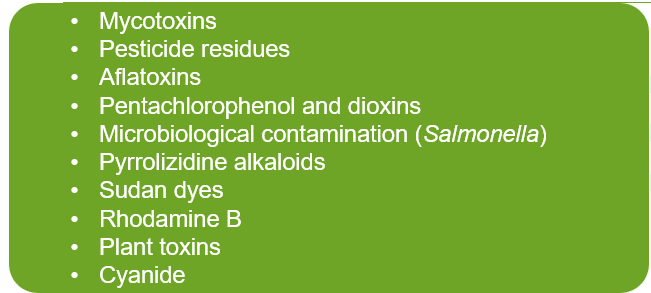 • Mycotoxins
• Pesticide residues
• Aflatoxins
• Pentachlorophenol and dioxins
• Microbiological contamination (Salmonella)
• Pyrrolizidine alkaloids
• Sudan dyes
• Rhodamine B
• Plant toxins
• Cyanide